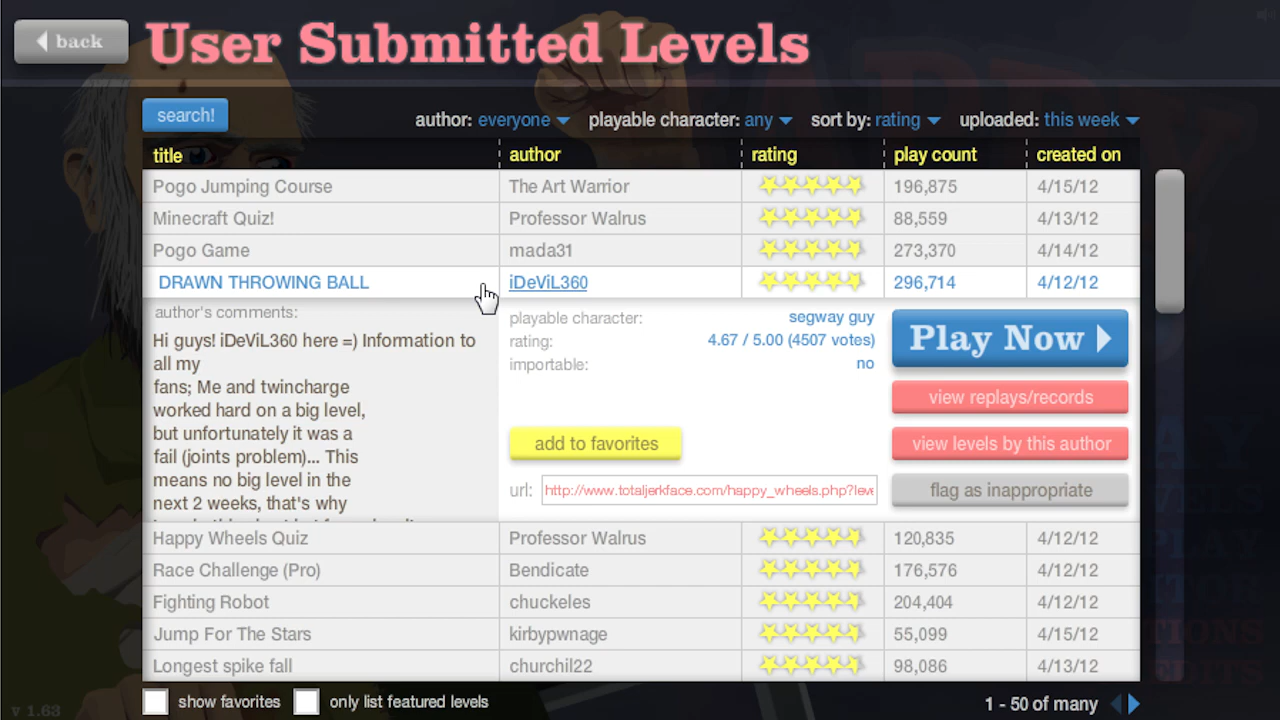 back
User Submitted Levels
search!
author: everyone playable character: any sort by: rating uploaded: this week
title author rating play count created on
Pogo Jumping Course The Art Warrior 196,875 4/15/12
Minecraft Quiz! Professor Walrus 88,559 4/13/12
Pogo Game mada31 273,370 4/14/12
DRAWN THROWING BALL iDeViL360 296,714 4/12/12
author's comments:
Hi guys! iDeViL360 here =) Information to
all my
fans; Me and twincharge
worked hard on a big level,
but unfortunately it was a
fail (joints problem)... This
means no big level in the
next 2 weeks, that's why
playable character: segway guy
rating: 4.67 / 5.00 (4507 votes)
importable: no
add to favorites
url: http://www.totaljerkface.com/happy_wheels.php?leve
Play Now
view replays/records
view levels by this author
flag as inappropriate
Happy Wheels Quiz Professor Walrus 120,835 4/12/12
Race Challenge (Pro) Bendicate 176,576 4/12/12
Fighting Robot chuckeles 204,404 4/12/12
Jump For The Stars kirbypwnage 55,099 4/15/12
Longest spike fall churchil22 98,086 4/13/12
show favorites only list featured levels 1 - 50 of many
v 1.63